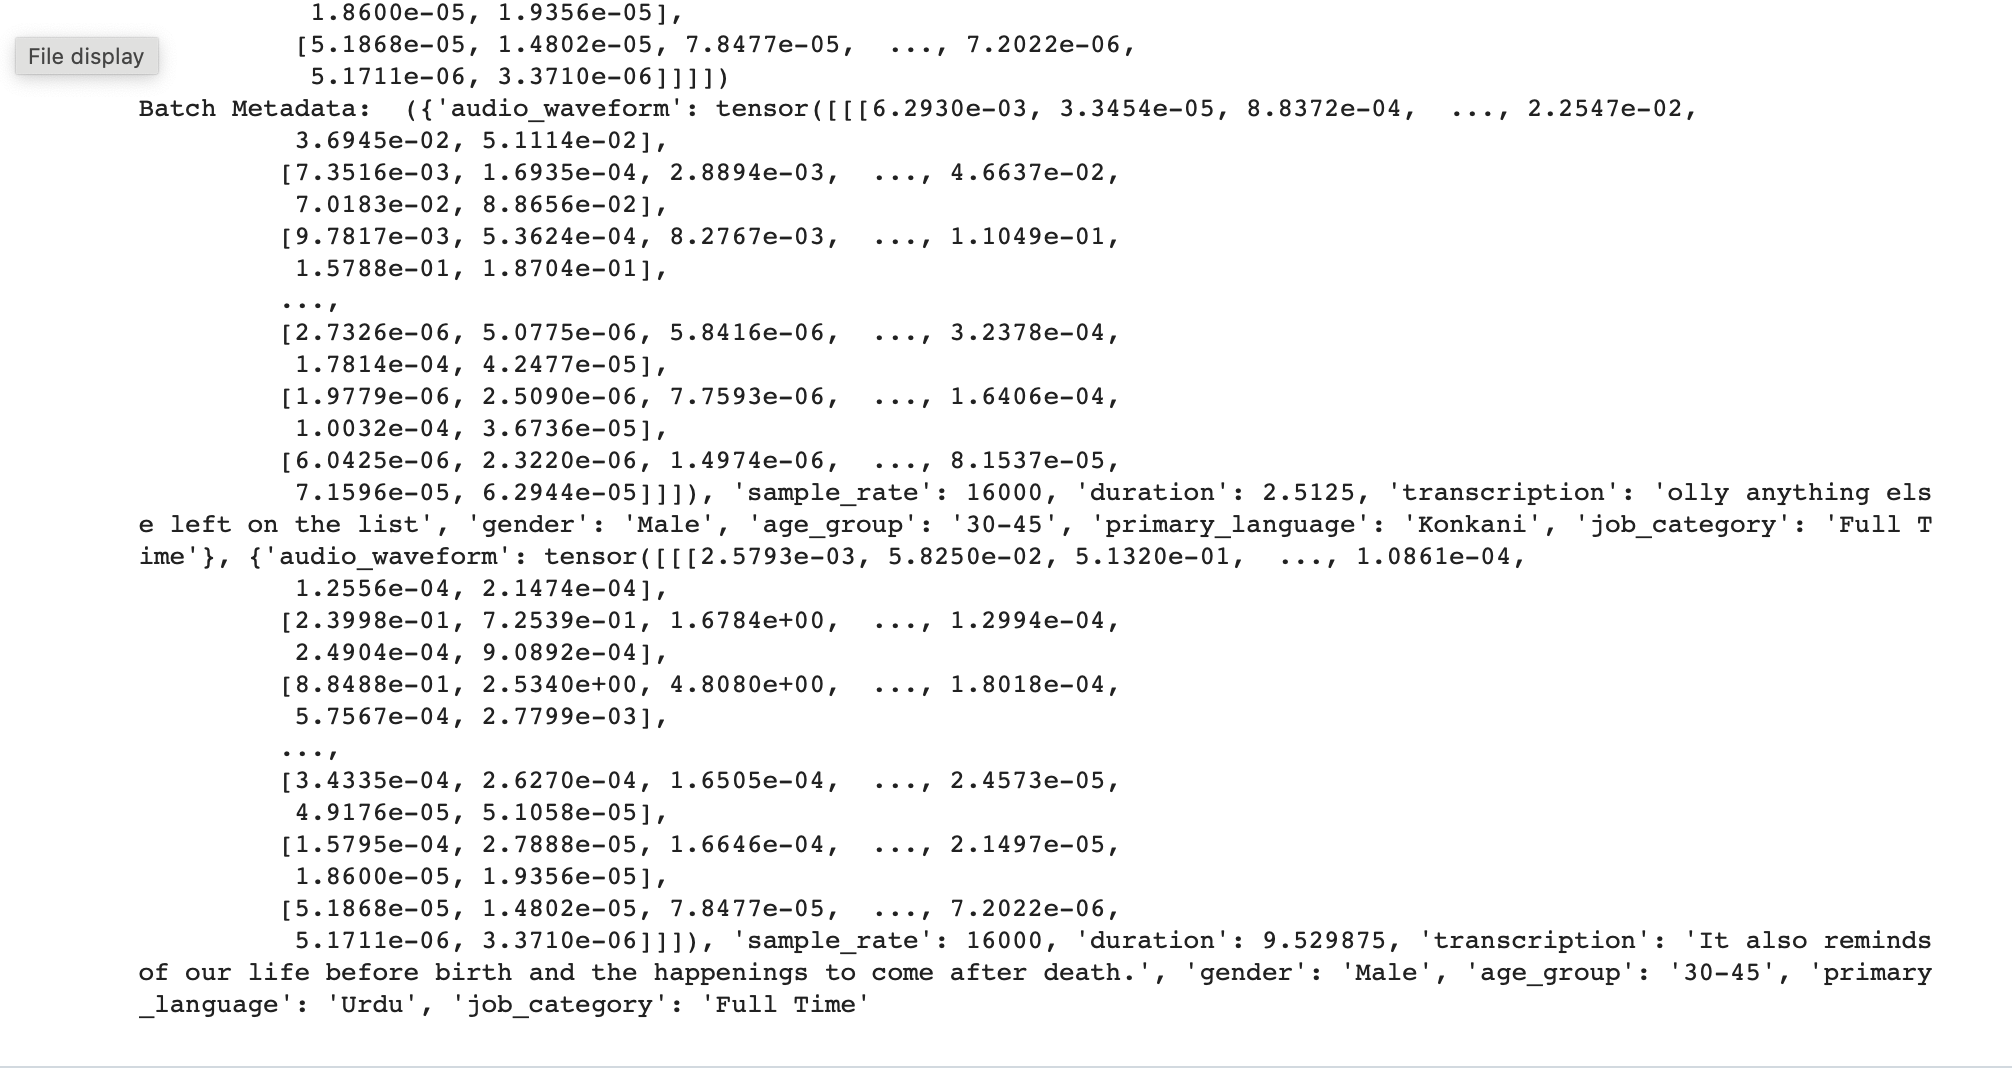 1.8600e-05, 1.9356e-05],
File display
[5.1868e-05, 1.4802e-05, 7.8477e-05,  ..., 7.2022e-06,
5.1711e-06, 3.3710e-06]]]])
Batch Metadata:  ({'audio_waveform': tensor([[[6.2930e-03, 3.3454e-05, 8.8372e-04,  ..., 2.2547e-02,
3.6945e-02, 5.1114e-02],
[7.3516e-03, 1.6935e-04, 2.8894e-03,  ..., 4.6637e-02,
7.0183e-02, 8.8656e-02],
[9.7817e-03, 5.3624e-04, 8.2767e-03,  ..., 1.1049e-01,
1.5788e-01, 1.8704e-01],
...,
[2.7326e-06, 5.0775e-06, 5.8416e-06,  ..., 3.2378e-04,
1.7814e-04, 4.2477e-05],
[1.9779e-06, 2.5090e-06, 7.7593e-06,  ..., 1.6406e-04,
1.0032e-04, 3.6736e-05],
[6.0425e-06, 2.3220e-06, 1.4974e-06,  ..., 8.1537e-05,
7.1596e-05, 6.2944e-05]]]), 'sample_rate': 16000, 'duration': 2.5125, 'transcription': 'olly anything els
e left on the list', 'gender': 'Male', 'age_group': '30-45', 'primary_language': 'Konkani', 'job_category': 'Full T
ime'}, {'audio_waveform': tensor([[[2.5793e-03, 5.8250e-02, 5.1320e-01,  ..., 1.0861e-04,
1.2556e-04, 2.1474e-04],
[2.3998e-01, 7.2539e-01, 1.6784e+00,  ..., 1.2994e-04,
2.4904e-04, 9.0892e-04],
[8.8488e-01, 2.5340e+00, 4.8080e+00,  ..., 1.8018e-04,
5.7567e-04, 2.7799e-03],
...,
[3.4335e-04, 2.6270e-04, 1.6505e-04,  ..., 2.4573e-05,
4.9176e-05, 5.1058e-05],
[1.5795e-04, 2.7888e-05, 1.6646e-04,  ..., 2.1497e-05,
1.8600e-05, 1.9356e-05],
[5.1868e-05, 1.4802e-05, 7.8477e-05,  ..., 7.2022e-06,
5.1711e-06, 3.3710e-06]]]), 'sample_rate': 16000, 'duration': 9.529875, 'transcription': 'It also reminds
of our life before birth and the happenings to come after death.', 'gender': 'Male', 'age_group': '30-45', 'primary
_language': 'Urdu', 'job_category': 'Full Time'